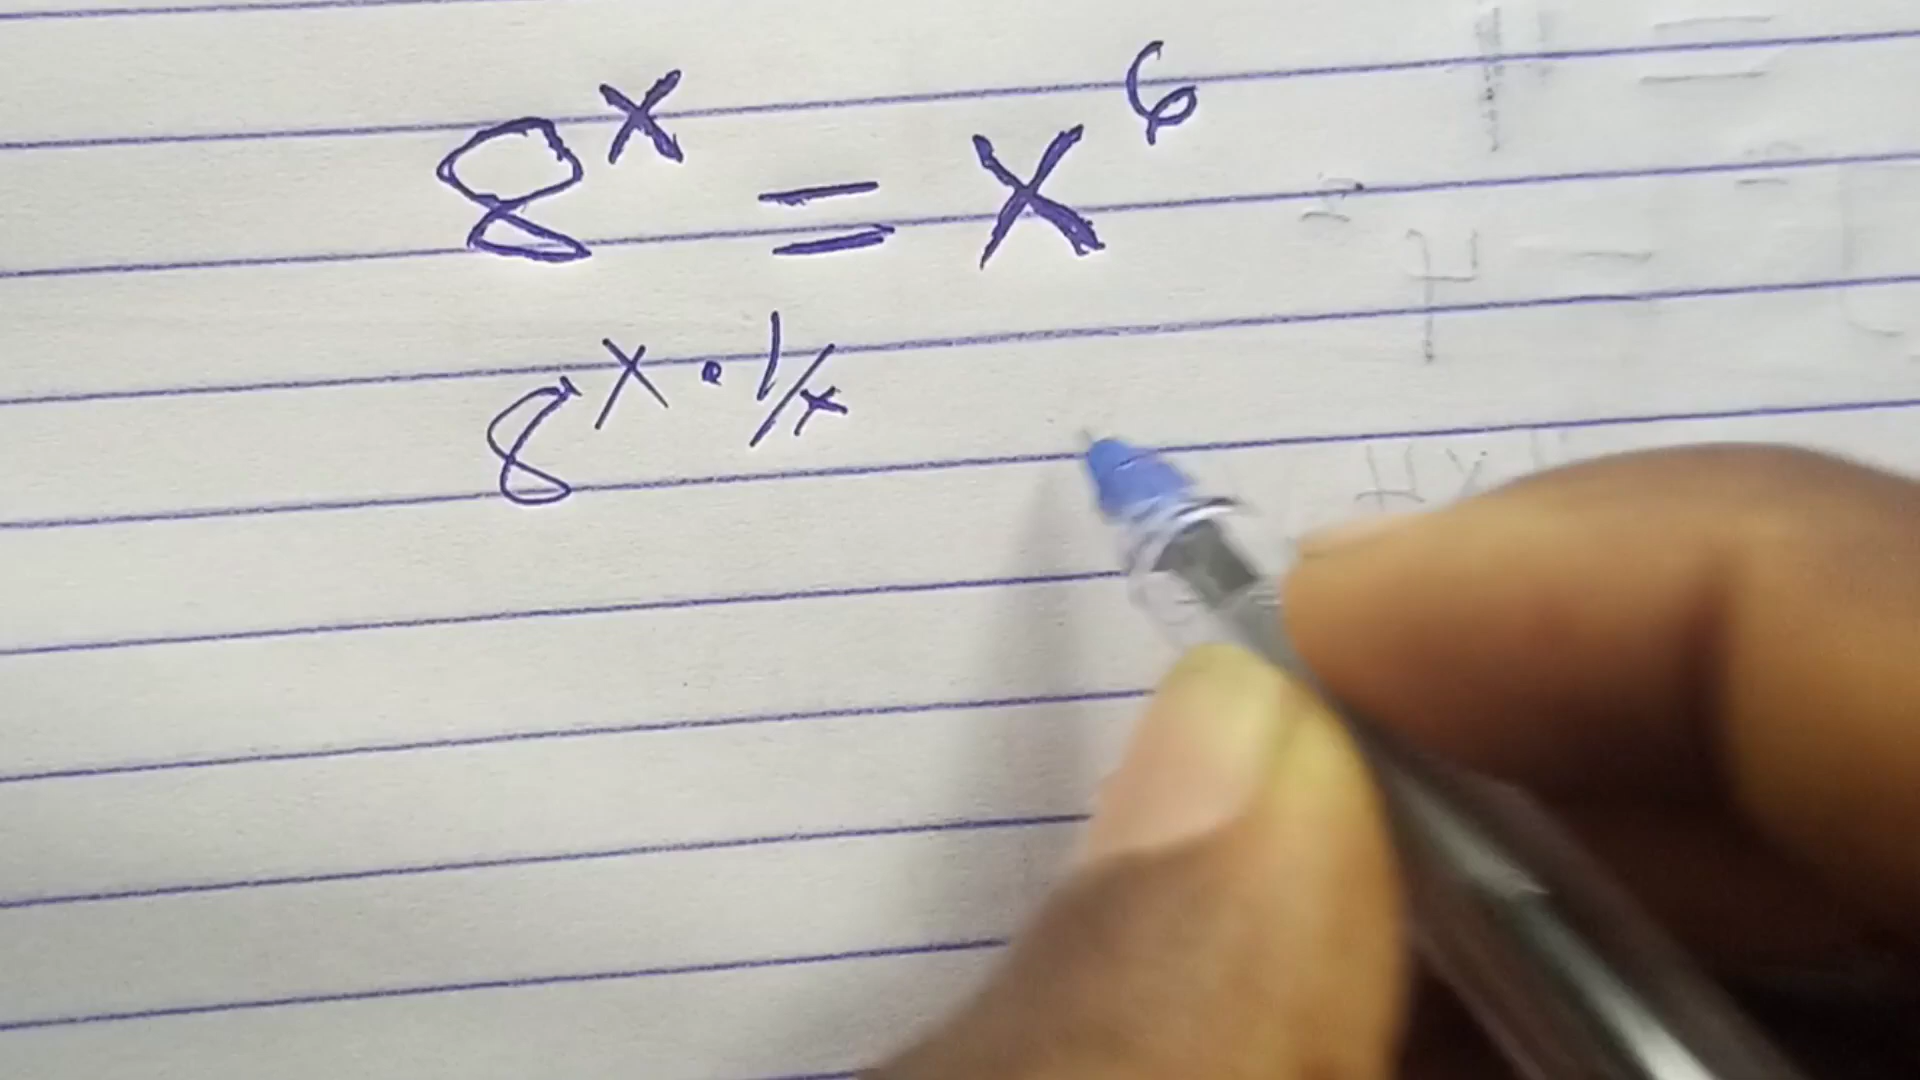 8^x = x^6
8^x · 1/x